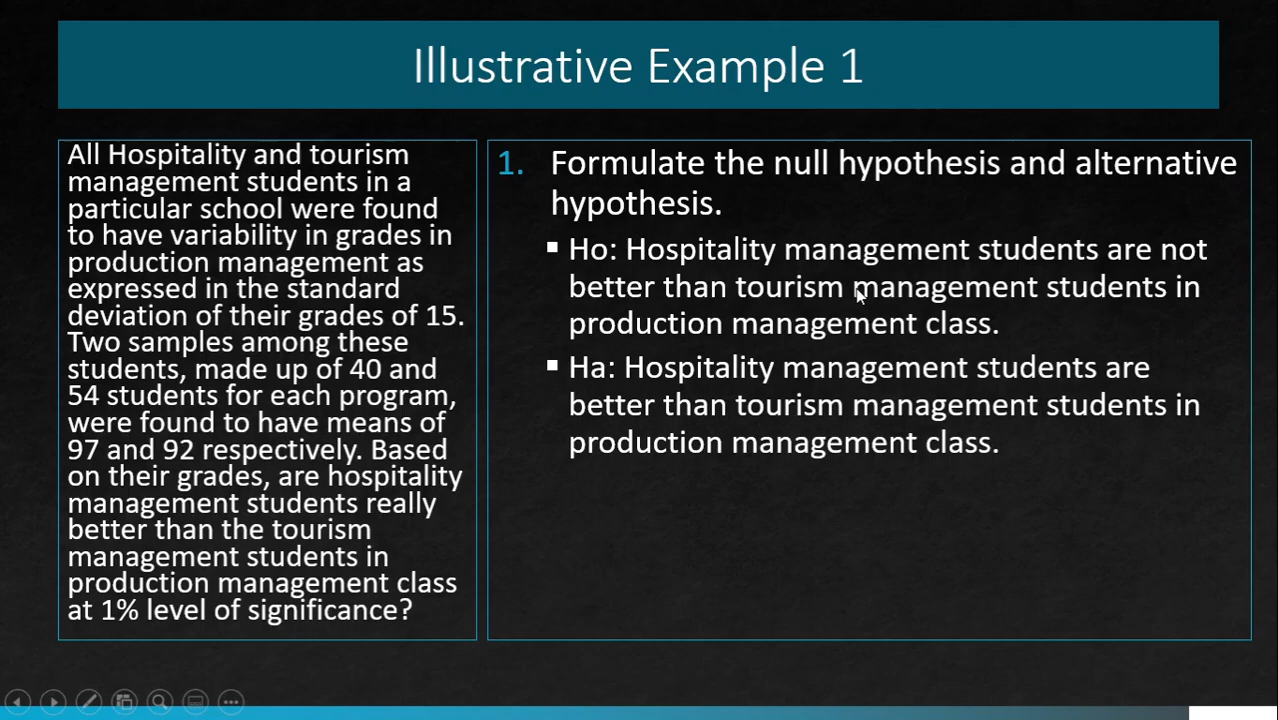 Illustrative Example 1
All Hospitality and tourism
management students in a
particular school were found
to have variability in grades in
production management as
expressed in the standard
deviation of their grades of 15.
Two samples among these
students, made up of 40 and
54 students for each program,
were found to have means of
97 and 92 respectively. Based
on their grades, are hospitality
management students really
better than the tourism
management students in
production management class
at 1% level of significance?
1. Formulate the null hypothesis and alternative
hypothesis.
▪ Ho: Hospitality management students are not
better than tourism management students in
production management class.
▪ Ha: Hospitality management students are
better than tourism management students in
production management class.